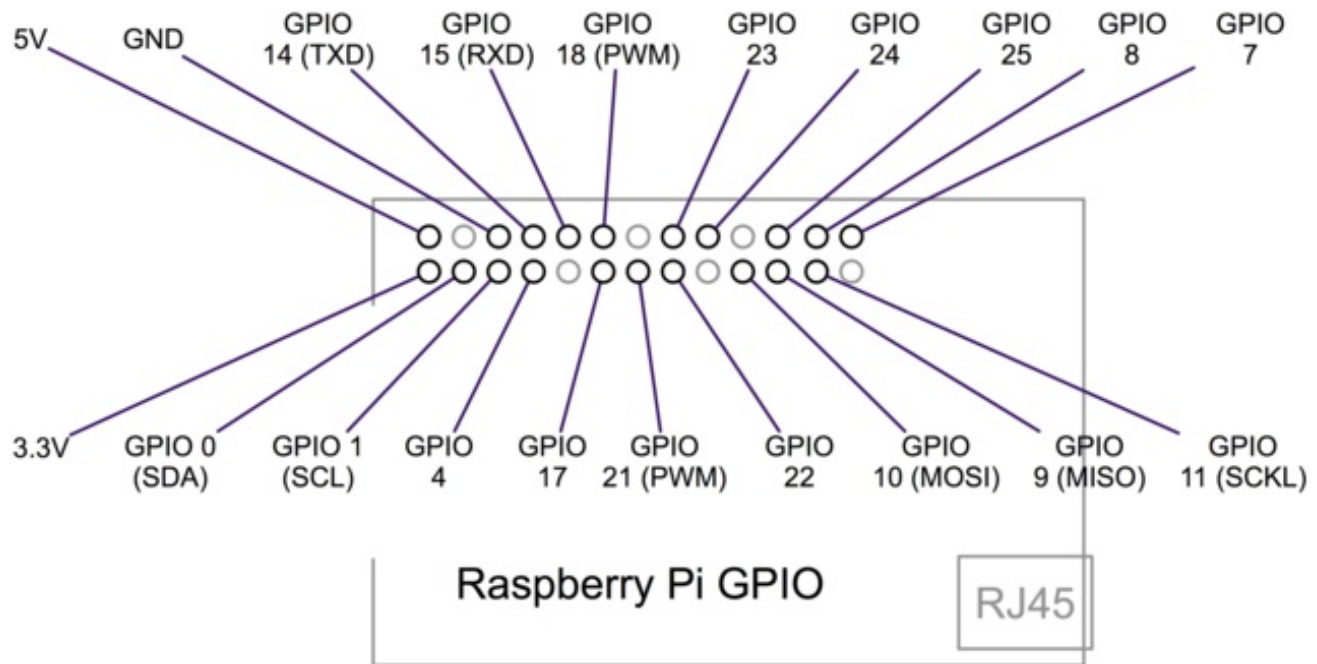 5V
GND
GPIO
14 (TXD)
GPIO
15 (RXD)
GPIO
18 (PWM)
GPIO
23
GPIO
24
GPIO
25
GPIO
8
GPIO
7
3.3V
GPIO 0
(SDA)
GPIO 1
(SCL)
GPIO
4
GPIO
17
GPIO
21 (PWM)
GPIO
22
GPIO
10 (MOSI)
GPIO
9 (MISO)
GPIO
11 (SCKL)
Raspberry Pi GPIO
RJ45